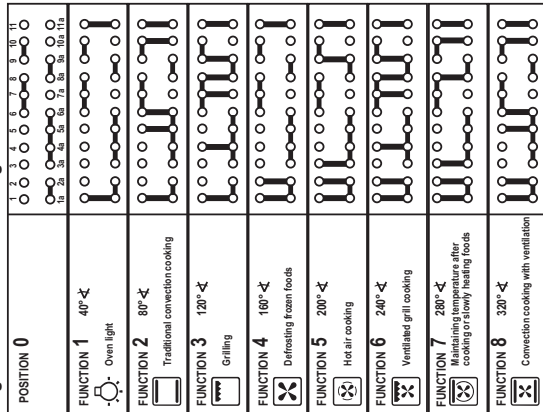 POSITION 0
1 2 3 4 5 6 7 8 9 10 11
1a 2a 3a 4a 5a 6a 7a 8a 9a 10a 11a
FUNCTION 1 40°
Oven light
FUNCTION 2 80°
Traditional convection cooking
FUNCTION 3 120°
Grilling
FUNCTION 4 160°
Defrosting frozen foods
FUNCTION 5 200°
Hot air cooking
FUNCTION 6 240°
Ventilated grill cooking
FUNCTION 7 280°
Maintaining temperature after
cooking or slowly heating foods
FUNCTION 8 320°
Convection cooking with ventilation